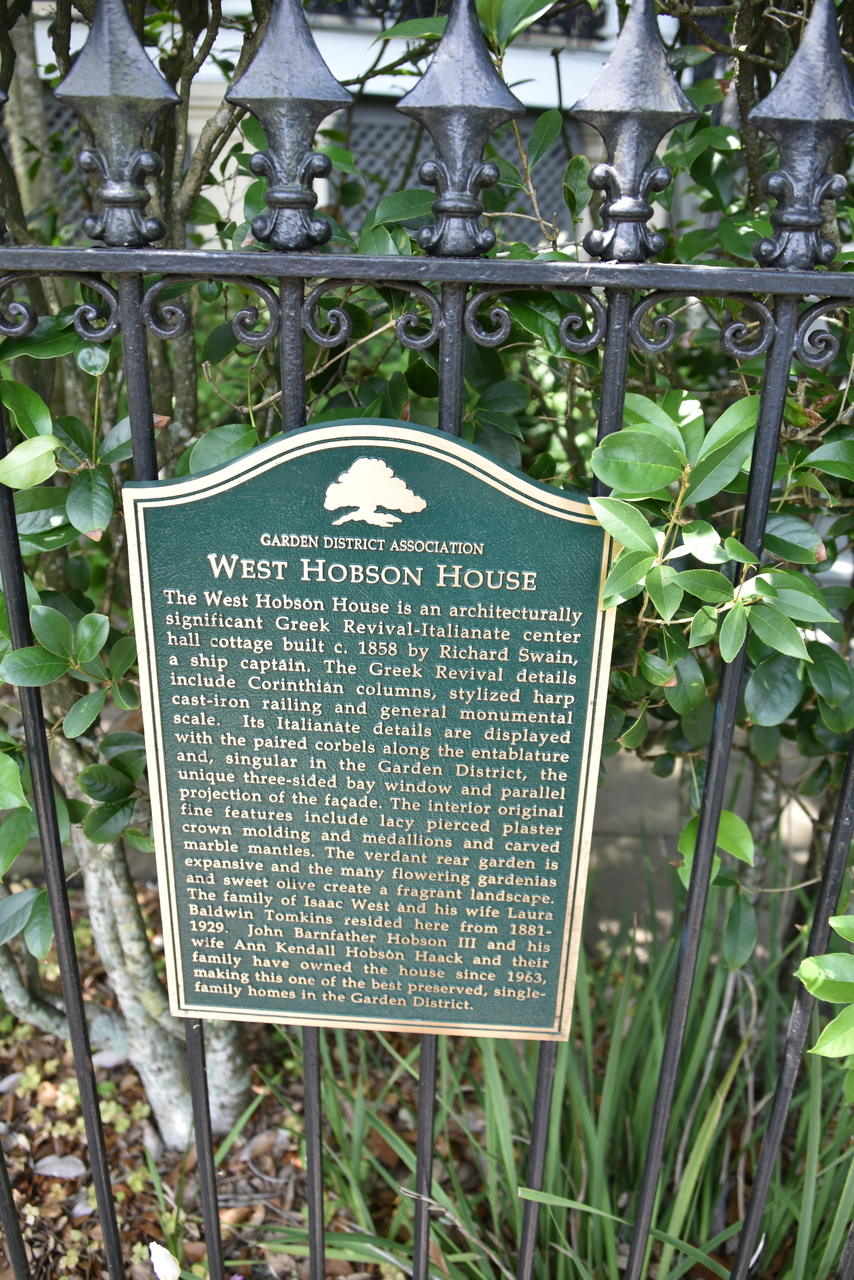 GARDEN DISTRICT ASSOCIATION
WEST HOBSON HOUSE
The West Hobson House is an architecturally
significant Greek Revival-Italianate center
hall cottage built c. 1858 by Richard Swain,
a ship captain. The Greek Revival details
include Corinthian columns, stylized harp
cast-iron railing and general monumental
scale. Its Italianate details are displayed
with the paired corbels along the entablature
and, singular in the Garden District, the
unique three-sided bay window and parallel
projection of the façade. The interior original
fine features include lacy pierced plaster
crown molding and medallions and carved
marble mantles. The verdant rear garden is
expansive and the many flowering gardenias
and sweet olive create a fragrant landscape.
The family of Isaac West and his wife Laura
Baldwin Tomkins resided here from 1881-
1929. John Barnfather Hobson III and his
wife Ann Kendall Hobson Haack and their
family have owned the house since 1963,
making this one of the best preserved, single-
family homes in the Garden District.